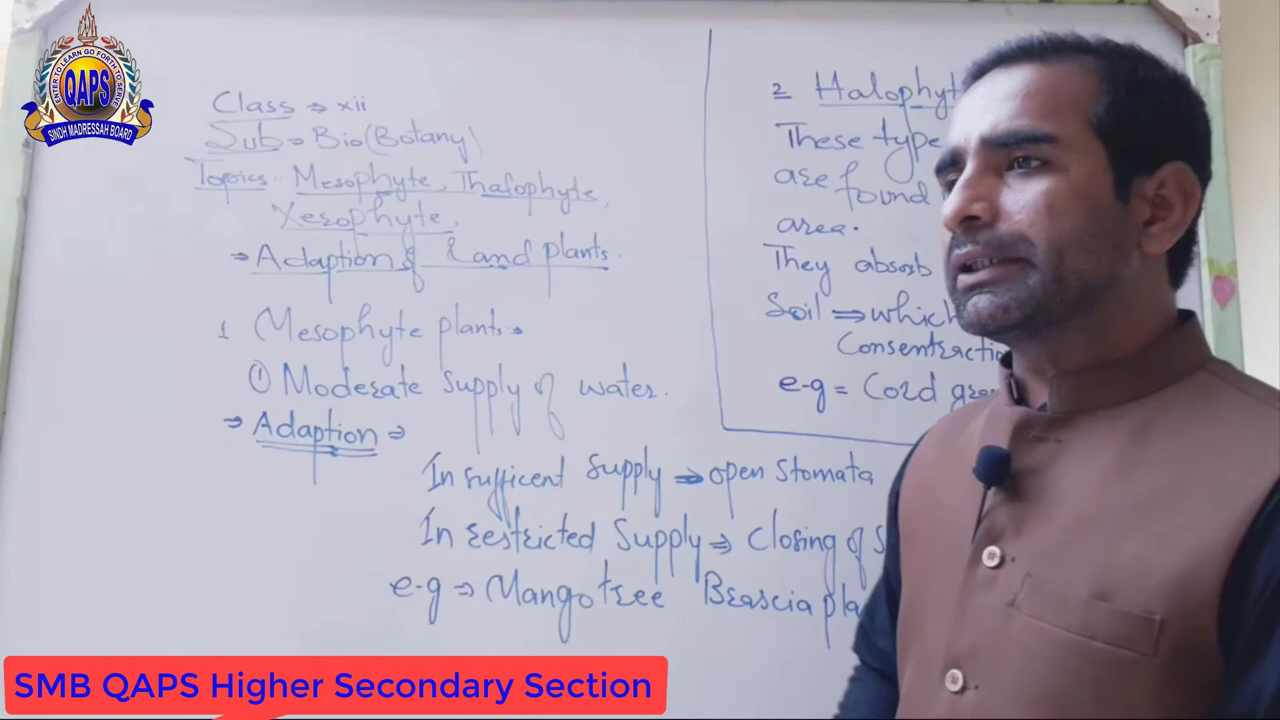 ENTER TO LEARN GO FORTH TO SERVE
QAPS
SINDH MADRESSAH BOARD
Class ⇒ xii
Sub = Bio(Botany)
Topics: Mesophyte, Thalophyte,
Xerophyte,
⇒ Adaption of Land plants.
1 Mesophyte plants:⇒
① Moderate supply of water.
⇒ Adaption ⇒
In sufficent supply ⇒ open stomata
In restricted supply ⇒ closing of
e-g ⇒ Mango tree Brascia
2 Halophyt
These type
are found
area.
They absorb
Soil ⇒ which
Consentractio
e-g = Cord
SMB QAPS Higher Secondary Section